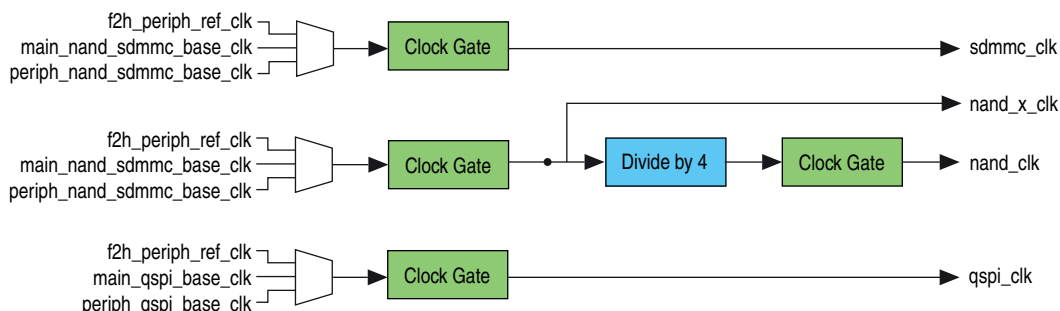 f2h_periph_ref_clk
main_nand_sdmmc_base_clk
periph_nand_sdmmc_base_clk
Clock Gate
sdmmc_clk
nand_x_clk
f2h_periph_ref_clk
main_nand_sdmmc_base_clk
periph_nand_sdmmc_base_clk
Clock Gate
Divide by 4
Clock Gate
nand_clk
f2h_periph_ref_clk
main_qspi_base_clk
periph_qspi_base_clk
Clock Gate
qspi_clk